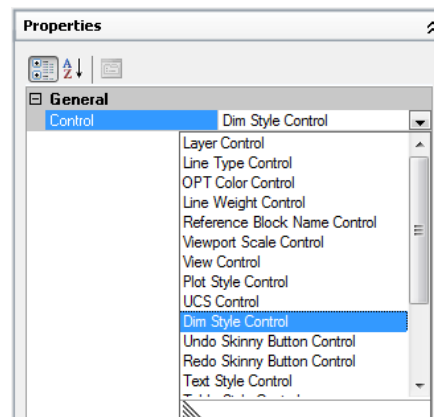 Properties
General
Control Dim Style Control
Layer Control
Line Type Control
OPT Color Control
Line Weight Control
Reference Block Name Control
Viewport Scale Control
View Control
Plot Style Control
UCS Control
Dim Style Control
Undo Skinny Button Control
Redo Skinny Button Control
Text Style Control